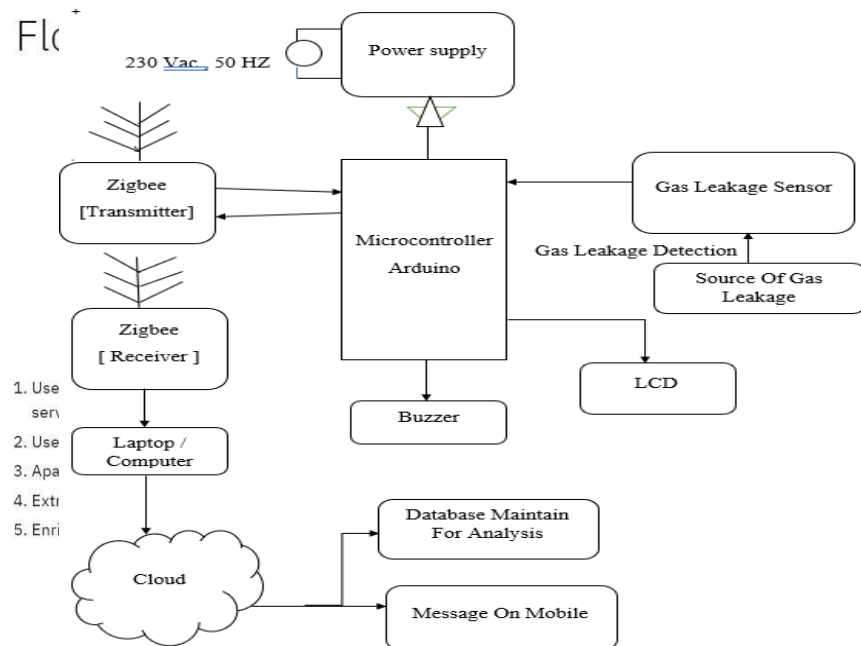 Flo
230 Vac , 50 HZ
Power supply
Zigbee
[Transmitter]
Microcontroller
Arduino
Gas Leakage Sensor
Gas Leakage Detection
Source Of Gas
Leakage
Zigbee
[ Receiver ]
LCD
Buzzer
1. Use
serv
2. Use
3. Apa
4. Extr
5. Enri
Laptop /
Computer
Cloud
Database Maintain
For Analysis
Message On Mobile